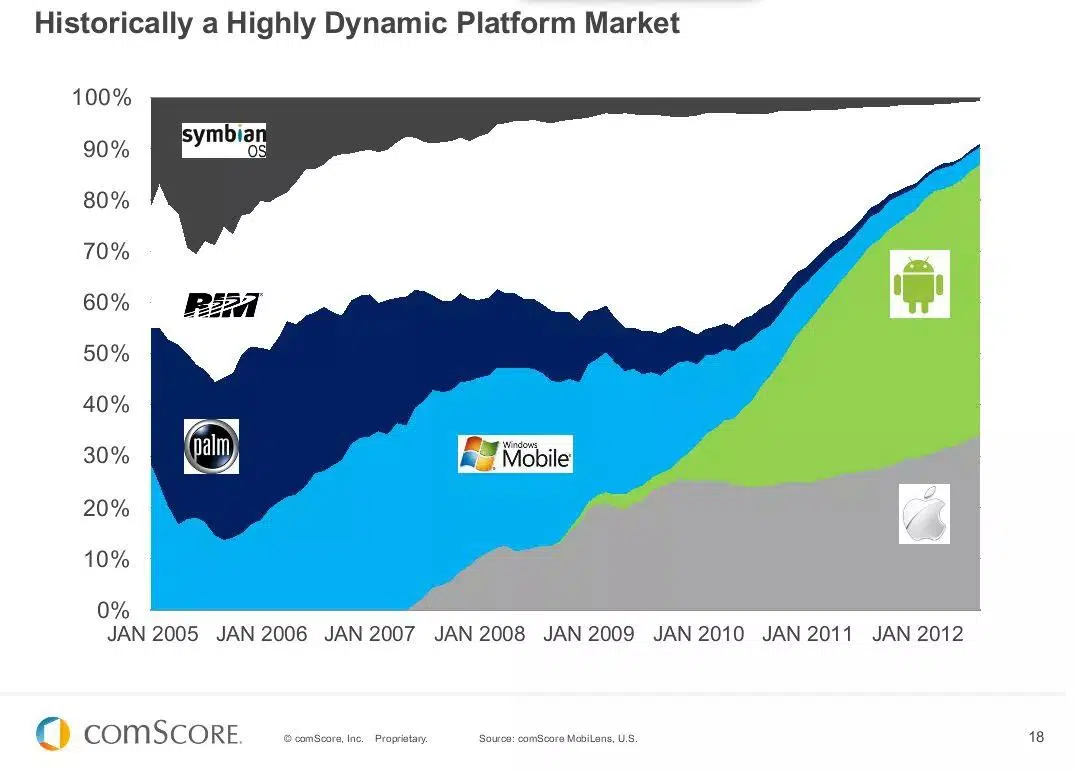 Historically a Highly Dynamic Platform Market
100%
90%
80%
70%
60%
50%
40%
30%
20%
10%
0%
symbian
OS
RIM
palm
Windows
Mobile
JAN 2005 JAN 2006 JAN 2007 JAN 2008 JAN 2009 JAN 2010 JAN 2011 JAN 2012
comSCORE.
© comScore, Inc. Proprietary. Source: comScore MobiLens, U.S.
18